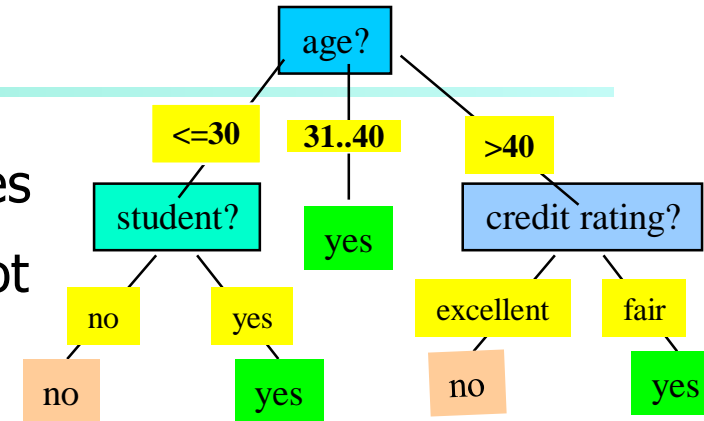 age?
<=30 31..40 >40
student? yes credit rating?
no yes excellent fair
no yes no yes